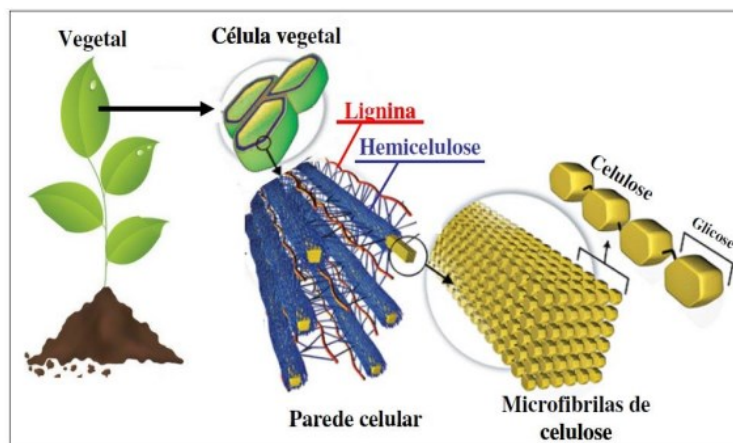 Vegetal
Célula vegetal
Lignina
Hemicelulose
Celulose
Glicose
Parede celular
Microfibrilas de
celulose